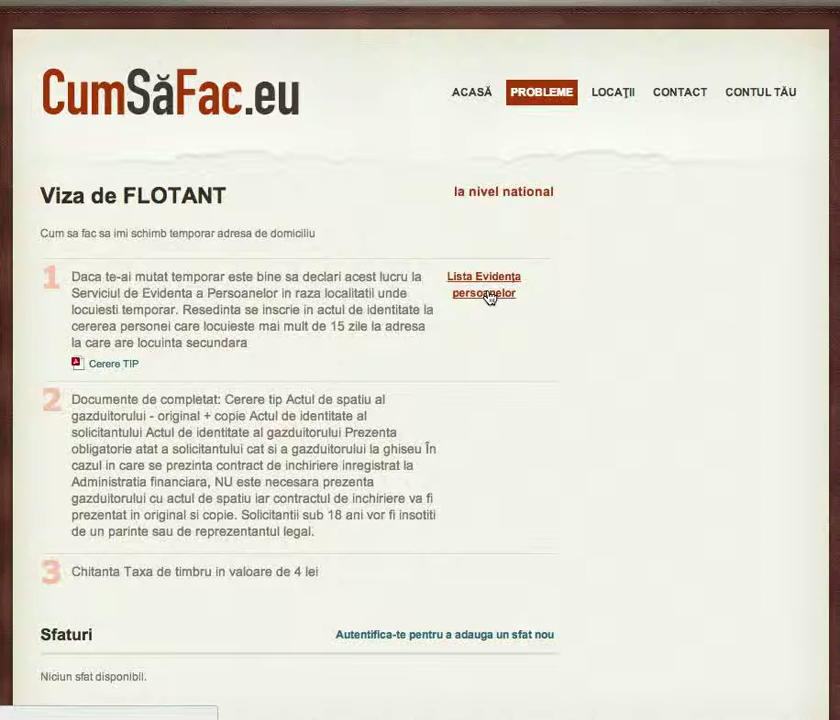 CumSăFac.eu
ACASĂ PROBLEME LOCAŢII CONTACT CONTUL TĂU
Viza de FLOTANT
la nivel national
Cum sa fac sa imi schimb temporar adresa de domiciliu
1
Daca te-ai mutat temporar este bine sa declari acest lucru la
Serviciul de Evidenta a Persoanelor in raza localitatii unde
locuiesti temporar. Resedinta se inscrie in actul de identitate la
cererea personei care locuieste mai mult de 15 zile la adresa
la care are locuinta secundara
Cerere TIP
Lista Evidenţa
persoanelor
2
Documente de completat: Cerere tip Actul de spatiu al
gazduitorului - original + copie Actul de identitate al
solicitantului Actul de identitate al gazduitorului Prezenta
obligatorie atat a solicitantului cat si a gazduitorului la ghiseu În
cazul in care se prezinta contract de inchiriere inregistrat la
Administratia financiara, NU este necesara prezenta
gazduitorului cu actul de spatiu iar contractul de inchiriere va fi
prezentat in original si copie. Solicitantii sub 18 ani vor fi insotiti
de un parinte sau de reprezentantul legal.
3
Chitanta Taxa de timbru in valoare de 4 lei
Sfaturi
Autentifica-te pentru a adauga un sfat nou
Niciun sfat disponibil.